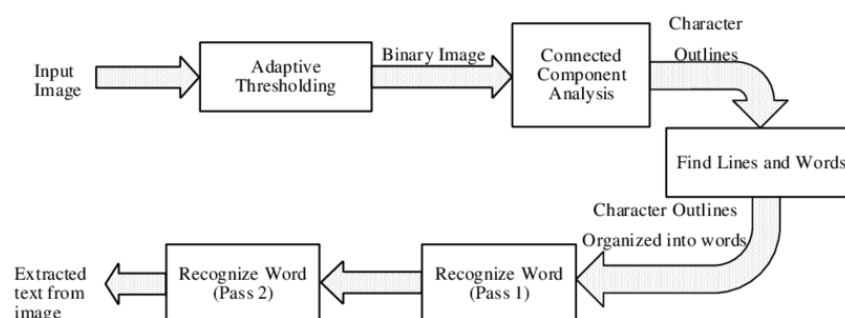 Input
Image
Adaptive
Thresholding
Binary Image
Connected
Component
Analysis
Character
Outlines
Find Lines and Words
Character Outlines
Organized into words
Recognize Word
(Pass 1)
Recognize Word
(Pass 2)
Extracted
text from
image